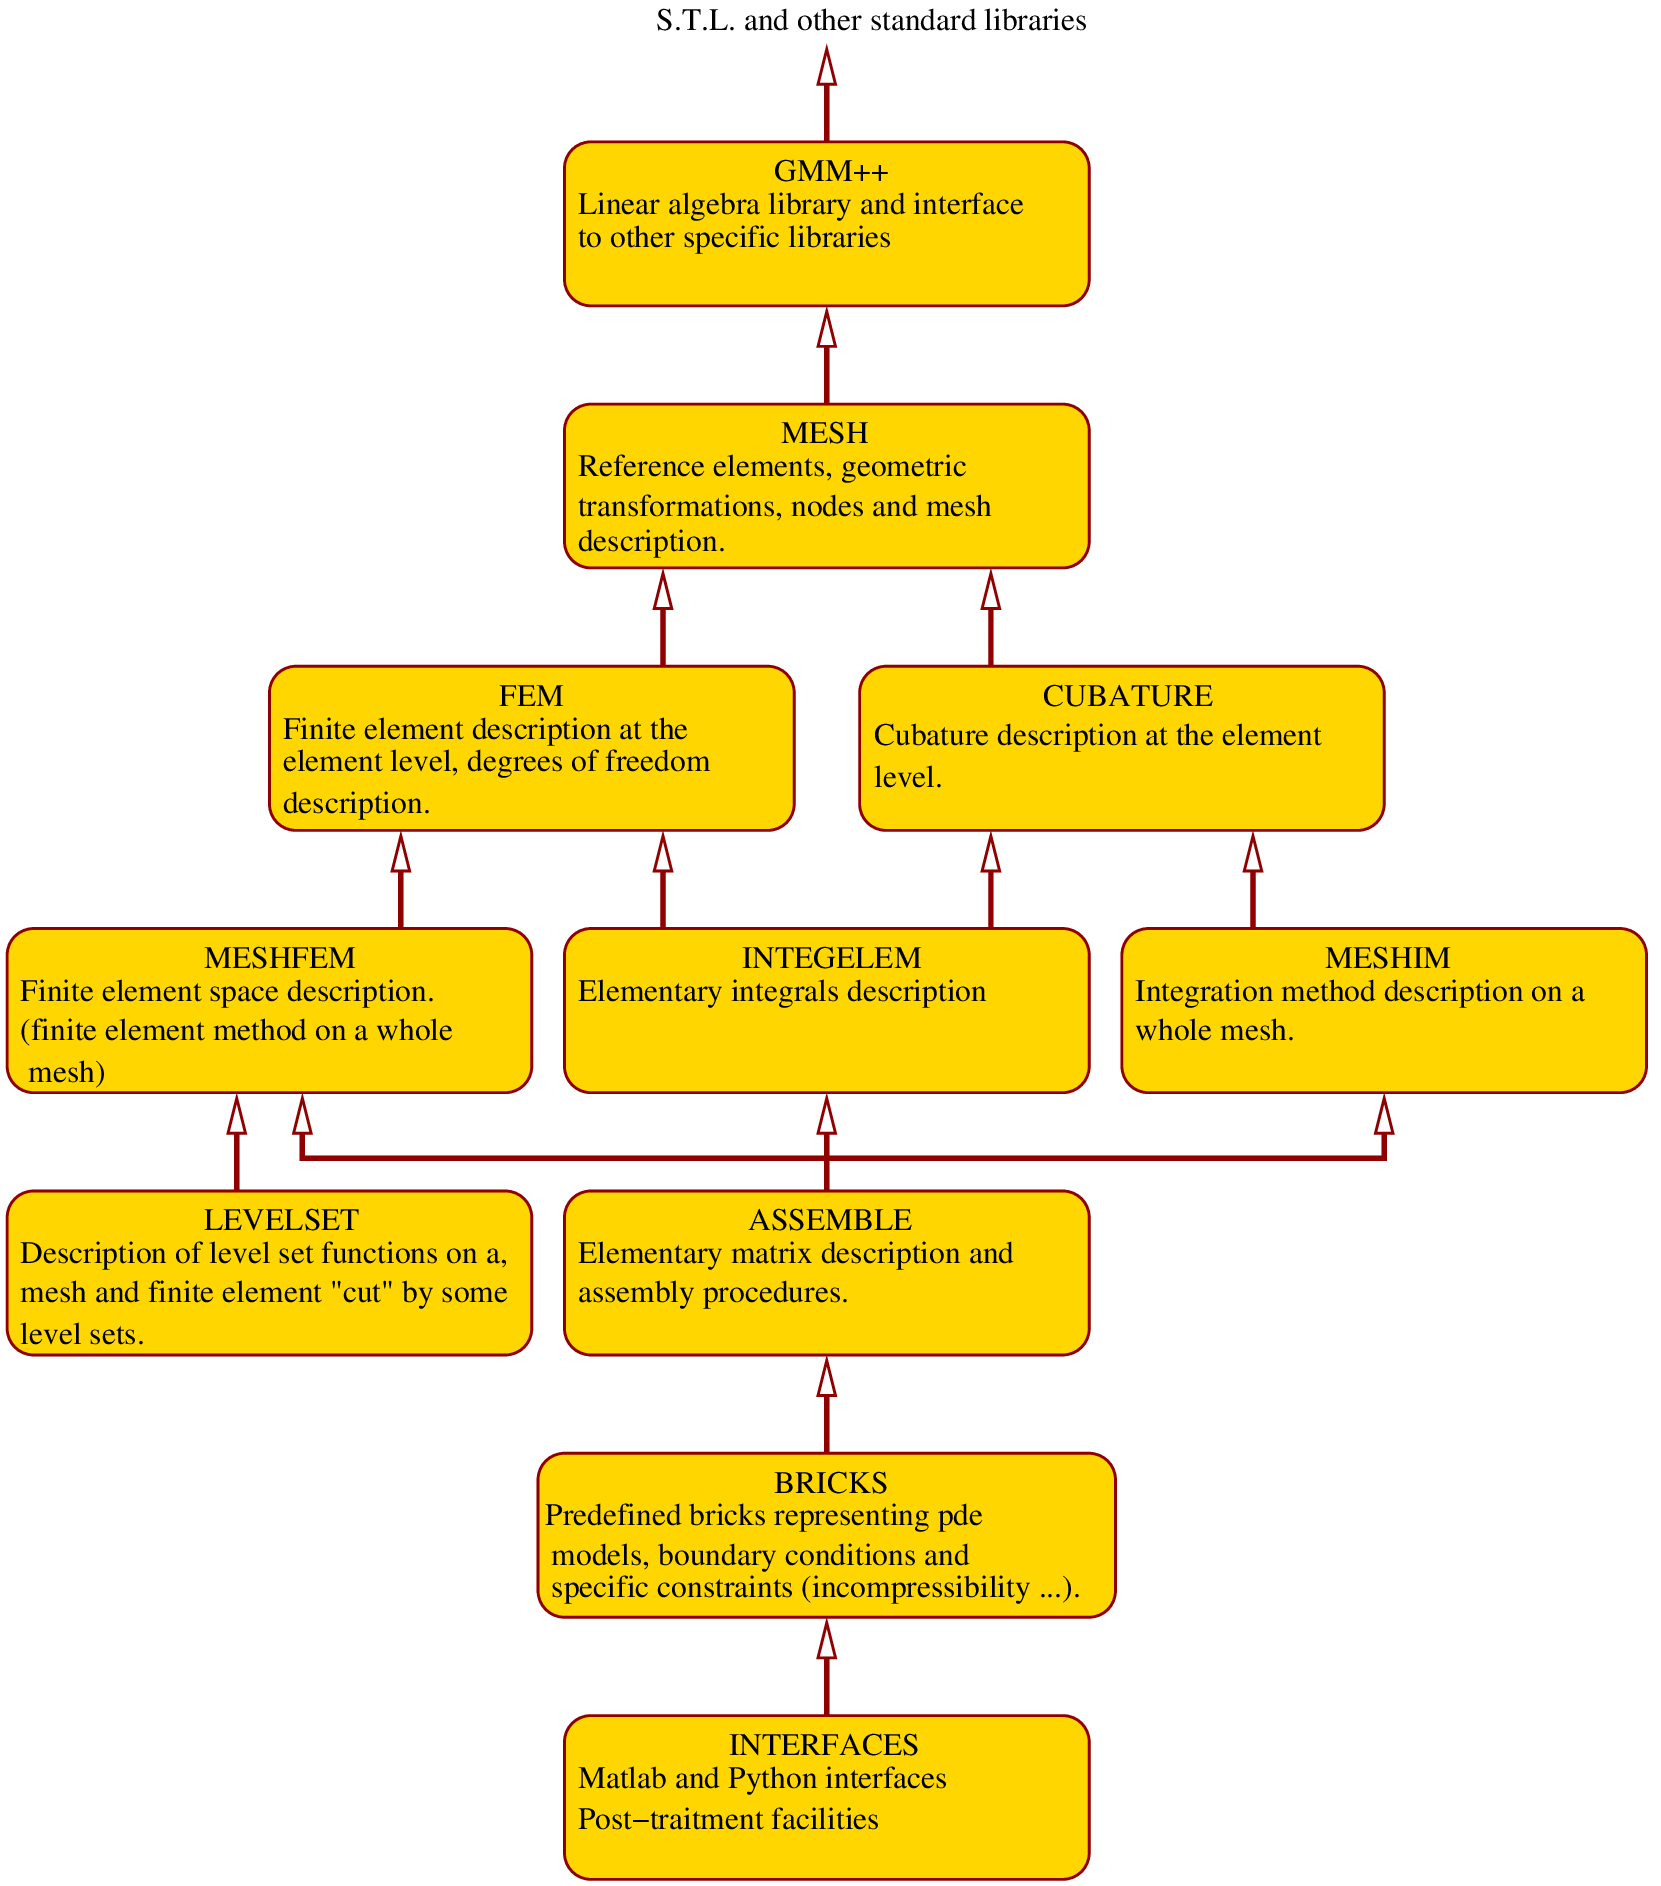 S.T.L. and other standard libraries
GMM++
Linear algebra library and interface
to other specific libraries
MESH
Reference elements, geometric
transformations, nodes and mesh
description.
FEM
Finite element description at the
element level, degrees of freedom
description.
CUBATURE
Cubature description at the element
level.
MESHFEM
Finite element space description.
(finite element method on a whole
mesh)
INTEGELEM
Elementary integrals description
MESHIM
Integration method description on a
whole mesh.
LEVELSET
Description of level set functions on a,
mesh and finite element "cut" by some
level sets.
ASSEMBLE
Elementary matrix description and
assembly procedures.
BRICKS
Predefined bricks representing pde
models, boundary conditions and
specific constraints (incompressibility ...).
INTERFACES
Matlab and Python interfaces
Post−traitment facilities